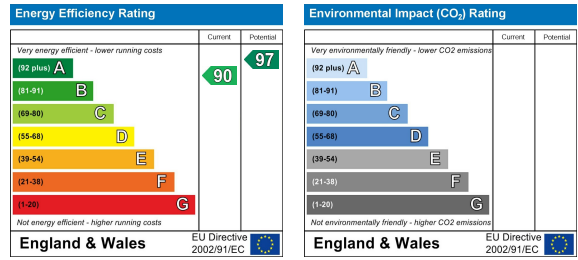 Energy Efficiency Rating
Current Potential
Very energy efficient - lower running costs
(92 plus) A
(81-91) B
(69-80) C
(55-68) D
(39-54) E
(21-38) F
(1-20) G
90
97
Not energy efficient - higher running costs
England & Wales
EU Directive
2002/91/EC
Environmental Impact (CO2) Rating
Current Potential
Very environmentally friendly - lower CO2 emissions
(92 plus) A
(81-91) B
(69-80) C
(55-68) D
(39-54) E
(21-38) F
(1-20) G
Not environmentally friendly - higher CO2 emissions
England & Wales
EU Directive
2002/91/EC